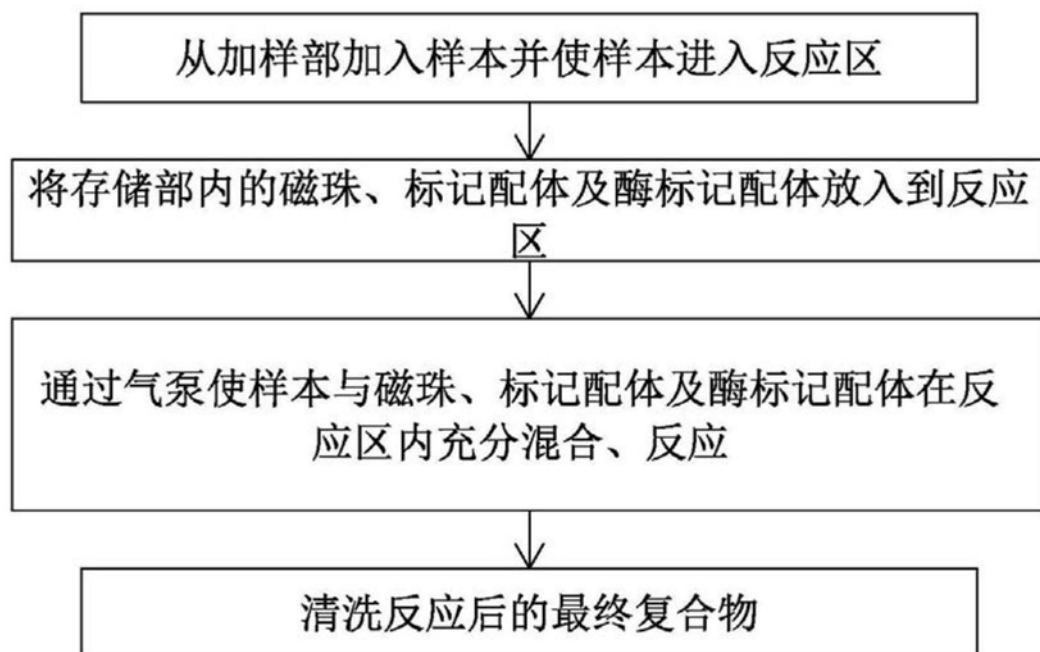 从加样部加入样本并使样本进入反应区
将存储部内的磁珠、标记配体及酶标记配体放入到反应
区
通过气泵使样本与磁珠、标记配体及酶标记配体在反
应区内充分混合、反应
清洗反应后的最终复合物